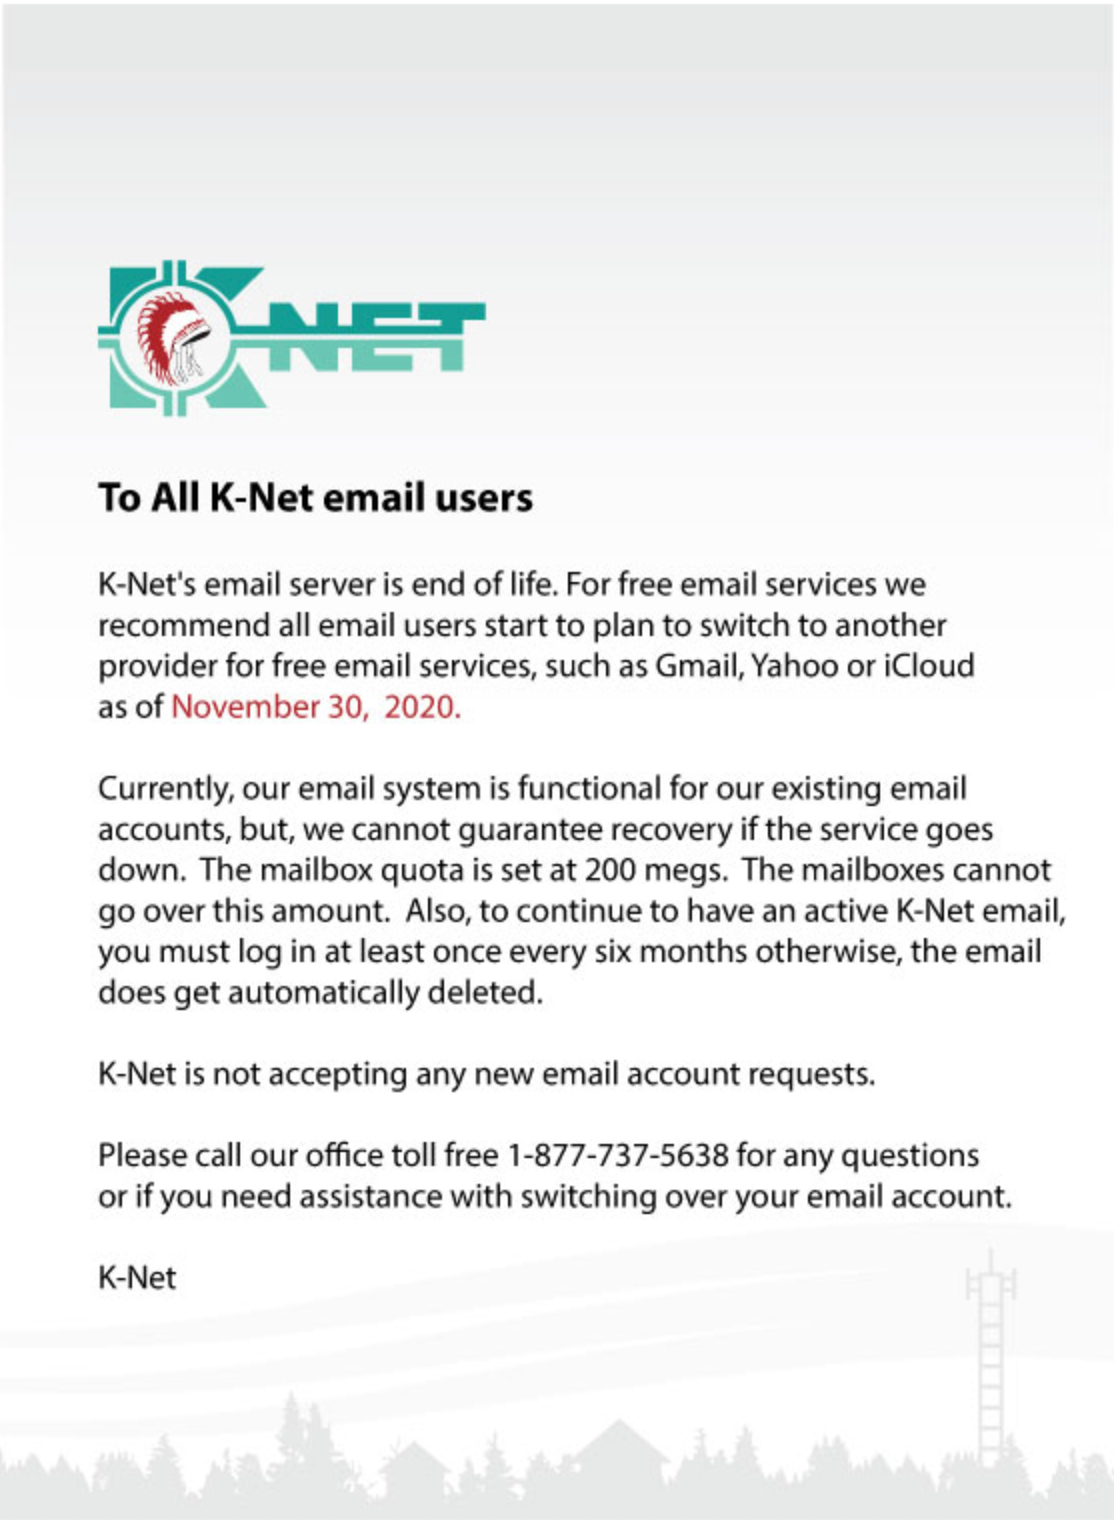 K-NET
To All K-Net email users
K-Net's email server is end of life. For free email services we
recommend all email users start to plan to switch to another
provider for free email services, such as Gmail, Yahoo or iCloud
as of November 30,  2020.
Currently, our email system is functional for our existing email
accounts, but, we cannot guarantee recovery if the service goes
down.  The mailbox quota is set at 200 megs.  The mailboxes cannot
go over this amount.  Also, to continue to have an active K-Net email,
you must log in at least once every six months otherwise, the email
does get automatically deleted.
K-Net is not accepting any new email account requests.
Please call our office toll free 1-877-737-5638 for any questions
or if you need assistance with switching over your email account.
K-Net